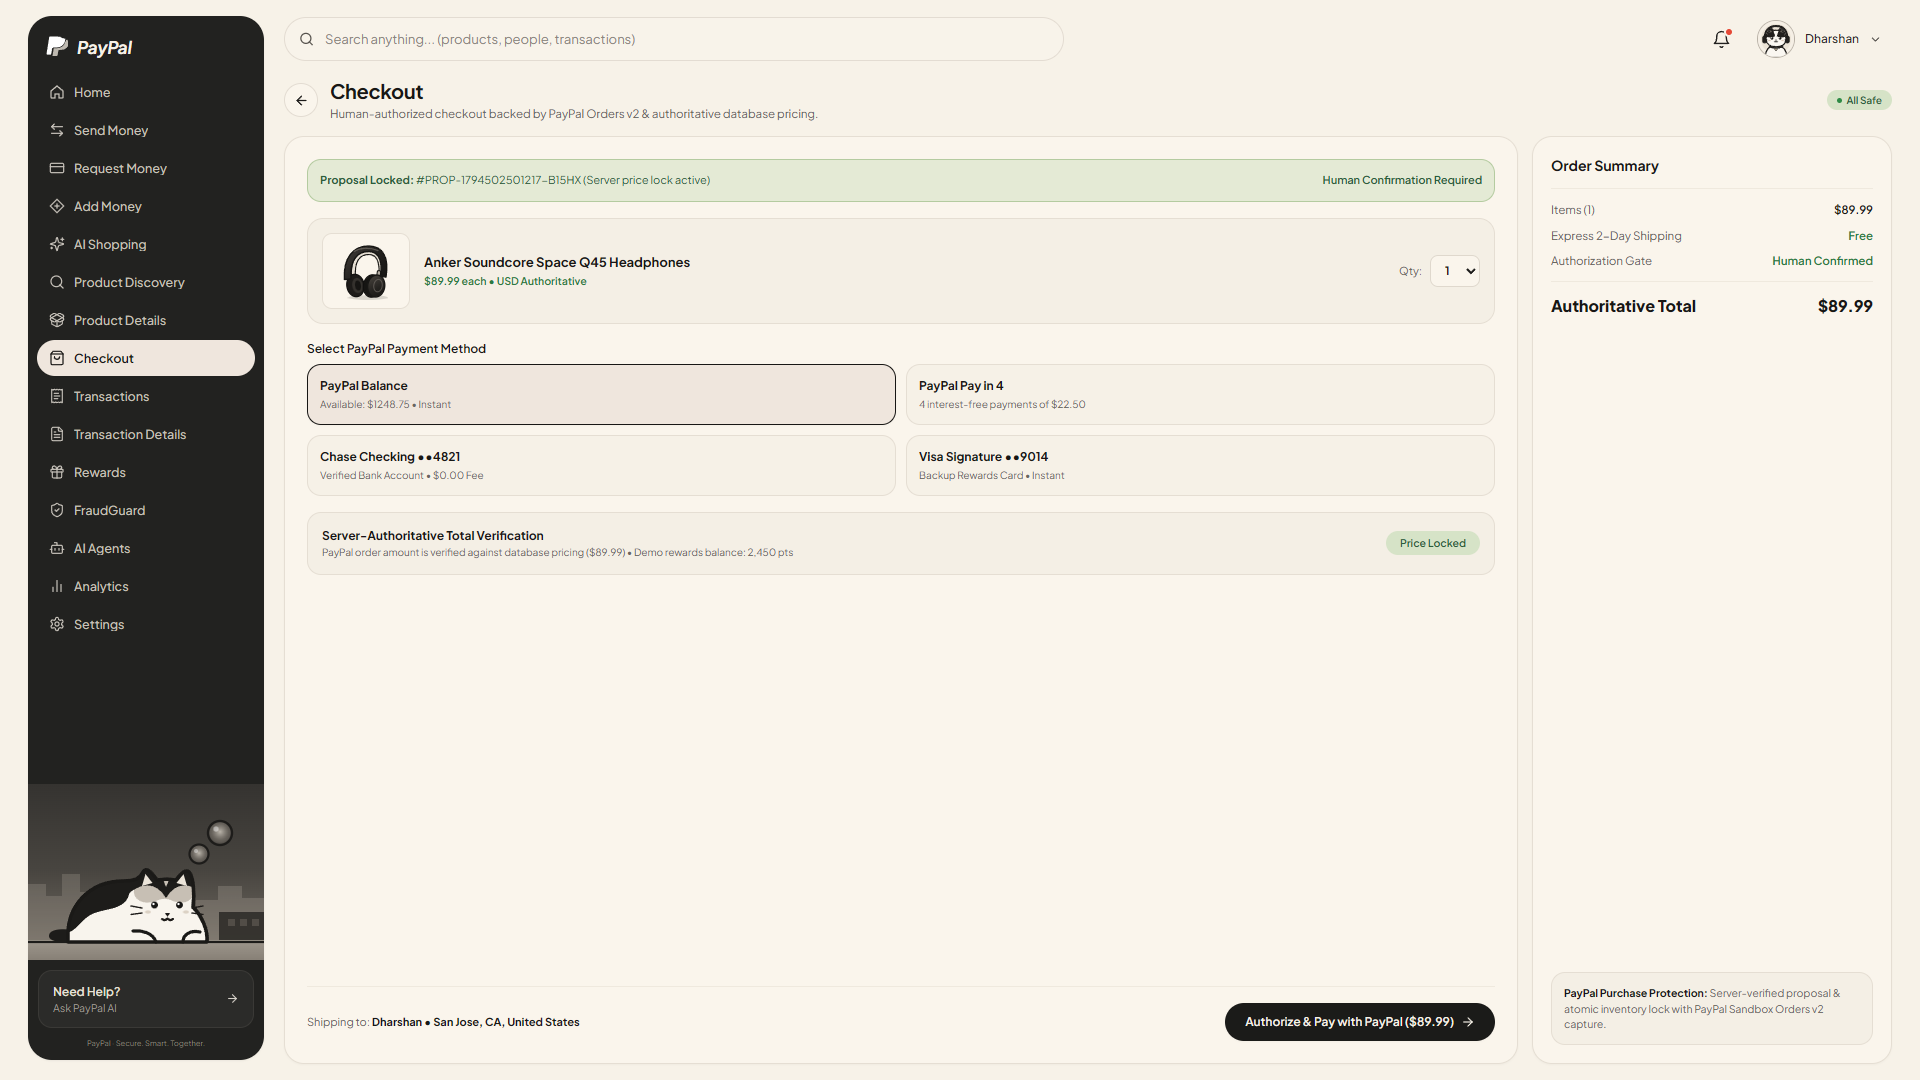 PayPal
Home
Send Money
Request Money
Add Money
AI Shopping
Product Discovery
Product Details
Checkout
Transactions
Transaction Details
Rewards
FraudGuard
AI Agents
Analytics
Settings
Need Help?
Ask PayPal AI
PayPal · Secure. Smart. Together.
Search anything... (products, people, transactions)
Dharshan
Checkout
Human-authorized checkout backed by PayPal Orders v2 & authoritative database pricing.
All Safe
Proposal Locked: #PROP-1794502501217-B15HX (Server price lock active)
Human Confirmation Required
Anker Soundcore Space Q45 Headphones
$89.99 each • USD Authoritative
Qty: 1
Select PayPal Payment Method
PayPal Balance
Available: $1248.75 • Instant
PayPal Pay in 4
4 interest-free payments of $22.50
Chase Checking ••4821
Verified Bank Account • $0.00 Fee
Visa Signature ••9014
Backup Rewards Card • Instant
Server-Authoritative Total Verification
PayPal order amount is verified against database pricing ($89.99) • Demo rewards balance: 2,450 pts
Price Locked
Shipping to: Dharshan • San Jose, CA, United States
Authorize & Pay with PayPal ($89.99)
Order Summary
Items (1) $89.99
Express 2-Day Shipping Free
Authorization Gate Human Confirmed
Authoritative Total $89.99
PayPal Purchase Protection: Server-verified proposal &
atomic inventory lock with PayPal Sandbox Orders v2
capture.